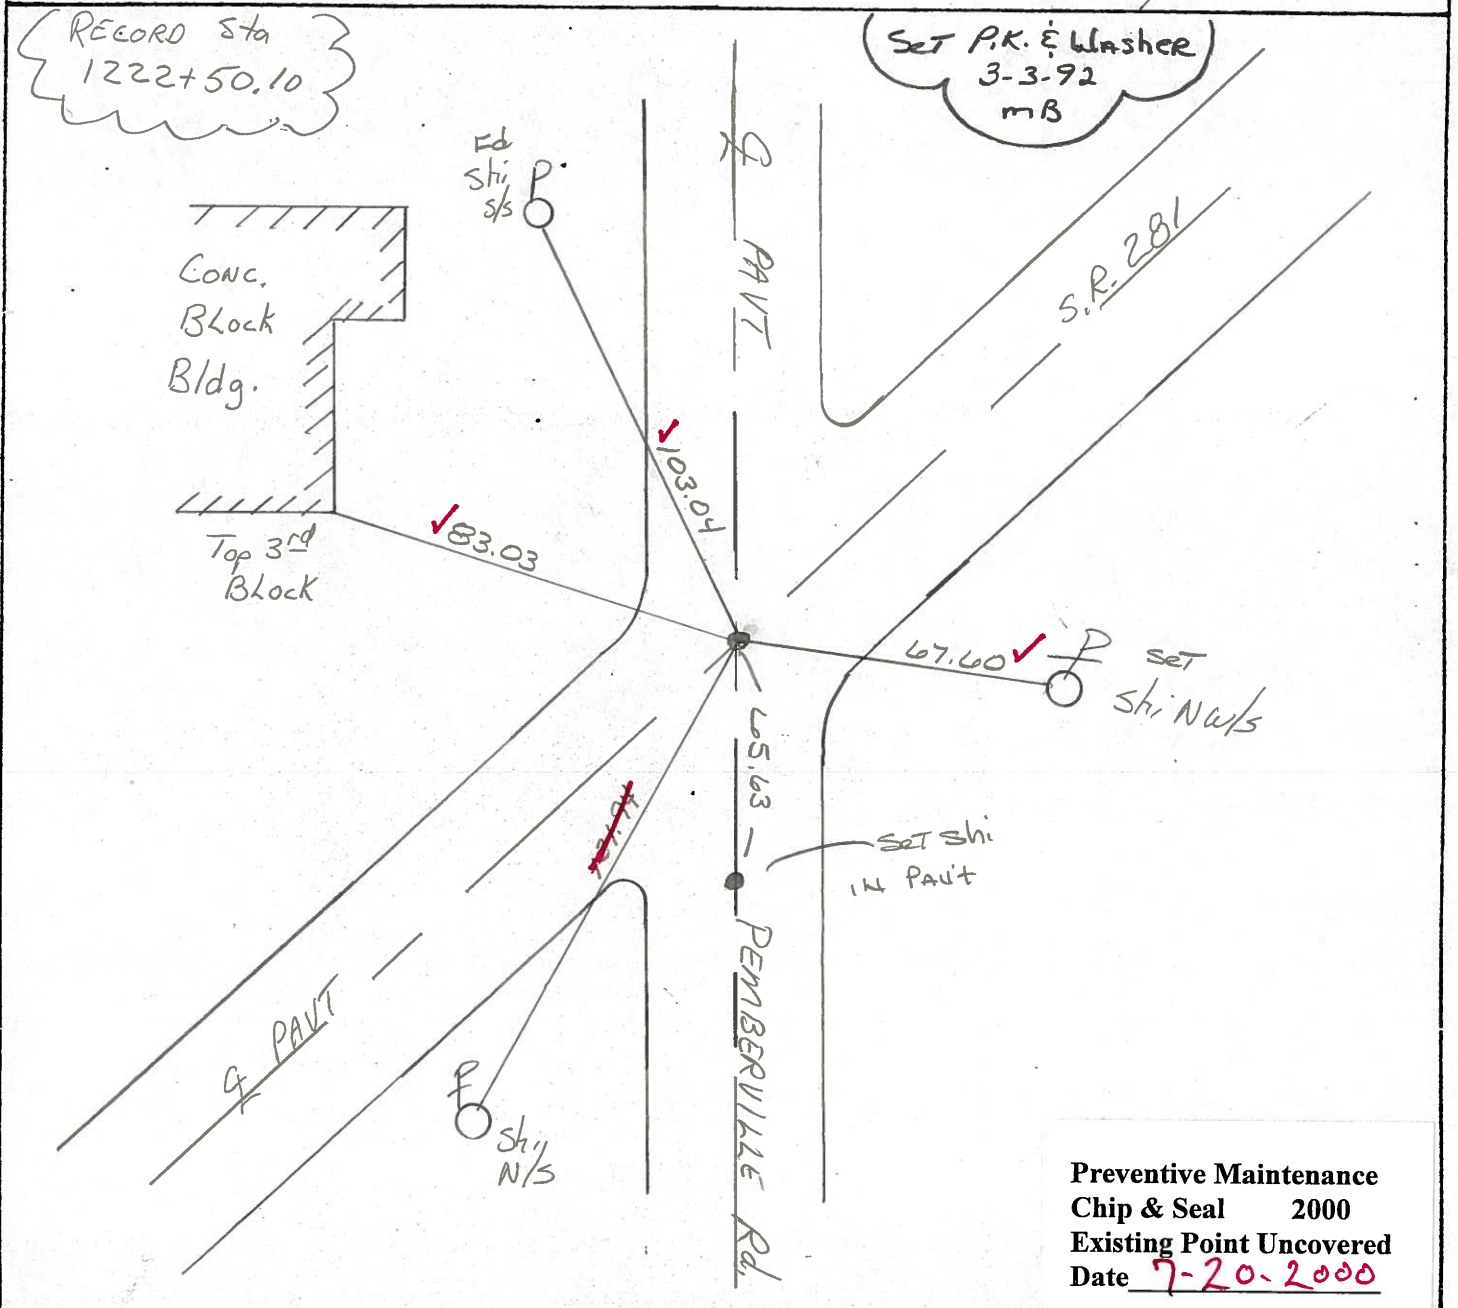 RECORD Sta
1222+50.10
SET P.K. & WASHER
3-3-92
mB
Fd
Shi
s/s
P
℄ PAVT
S.R. 281
CONC.
BLock
Bldg.
✓103.04
✓83.03
Top 3rd
BLock
67.60 ✓
P
SET
Shi NW/s
65.63
SET Shi
IN PAV't
℄ PAVT
P
Shi,
N/S
PEMBERVILLE Rd.
Preventive Maintenance
Chip & Seal 2000
Existing Point Uncovered
Date 7-20-2000